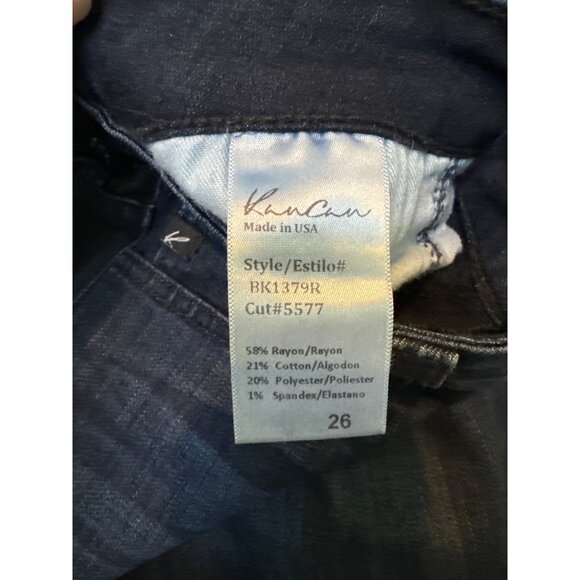 KanCan
Made in USA
Style/Estilo#
BK1379R
Cut#5577
58% Rayon/Rayon
21% Cotton/Algodon
20% Polyester/Poliester
1% Spandex/Elastano
26
K